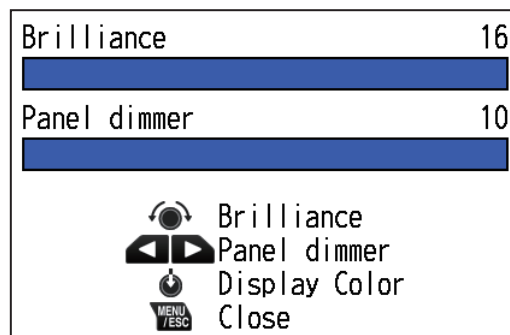 Brilliance 16
Panel dimmer 10
Brilliance
Panel dimmer
Display Color
MENU /ESC Close